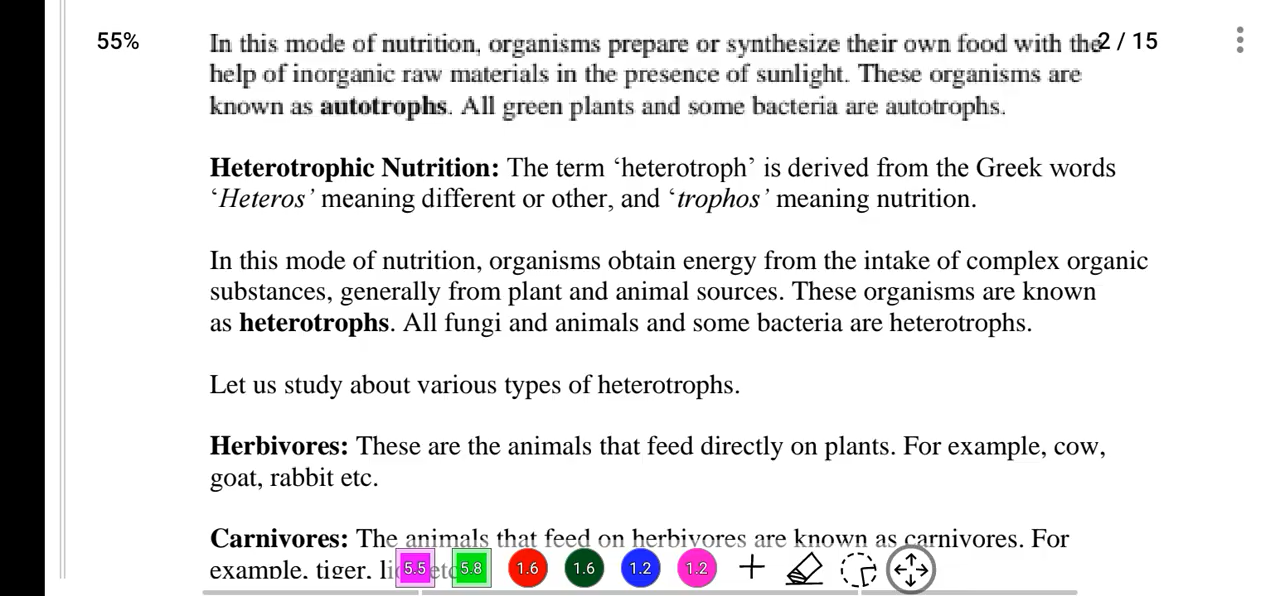 55%
2 / 15
In this mode of nutrition, organisms prepare or synthesize their own food with the
help of inorganic raw materials in the presence of sunlight. These organisms are
known as autotrophs. All green plants and some bacteria are autotrophs.
Heterotrophic Nutrition: The term ‘heterotroph’ is derived from the Greek words
‘Heteros’ meaning different or other, and ‘trophos’ meaning nutrition.
In this mode of nutrition, organisms obtain energy from the intake of complex organic
substances, generally from plant and animal sources. These organisms are known
as heterotrophs. All fungi and animals and some bacteria are heterotrophs.
Let us study about various types of heterotrophs.
Herbivores: These are the animals that feed directly on plants. For example, cow,
goat, rabbit etc.
Carnivores: The animals that feed on herbivores are known as carnivores. For
example, tiger, etc
5.5 5.8 1.6 1.6 1.2 1.2